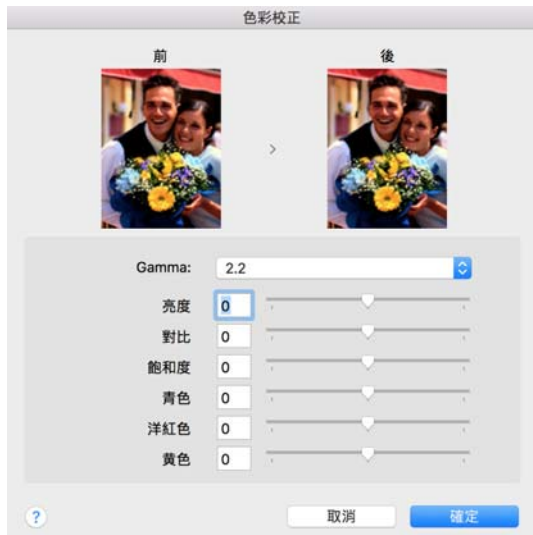 色彩校正
前 後
>
Gamma: 2.2
亮度 0
對比 0
飽和度 0
青色 0
洋紅色 0
黄色 0
? 取消 確定